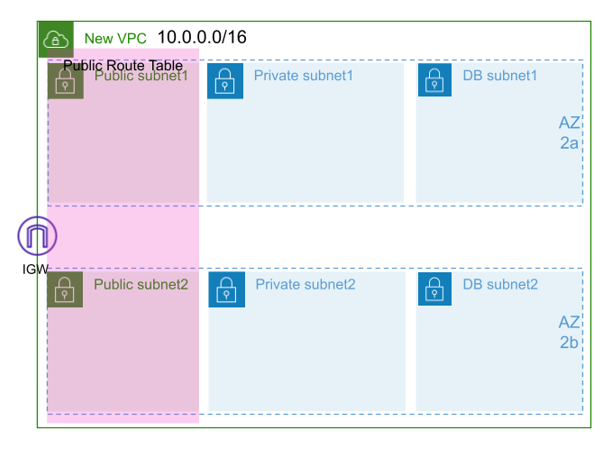 New VPC 10.0.0.0/16
Public Route Table
Public subnet1
Private subnet1
DB subnet1
AZ
2a
IGW
Public subnet2
Private subnet2
DB subnet2
AZ
2b